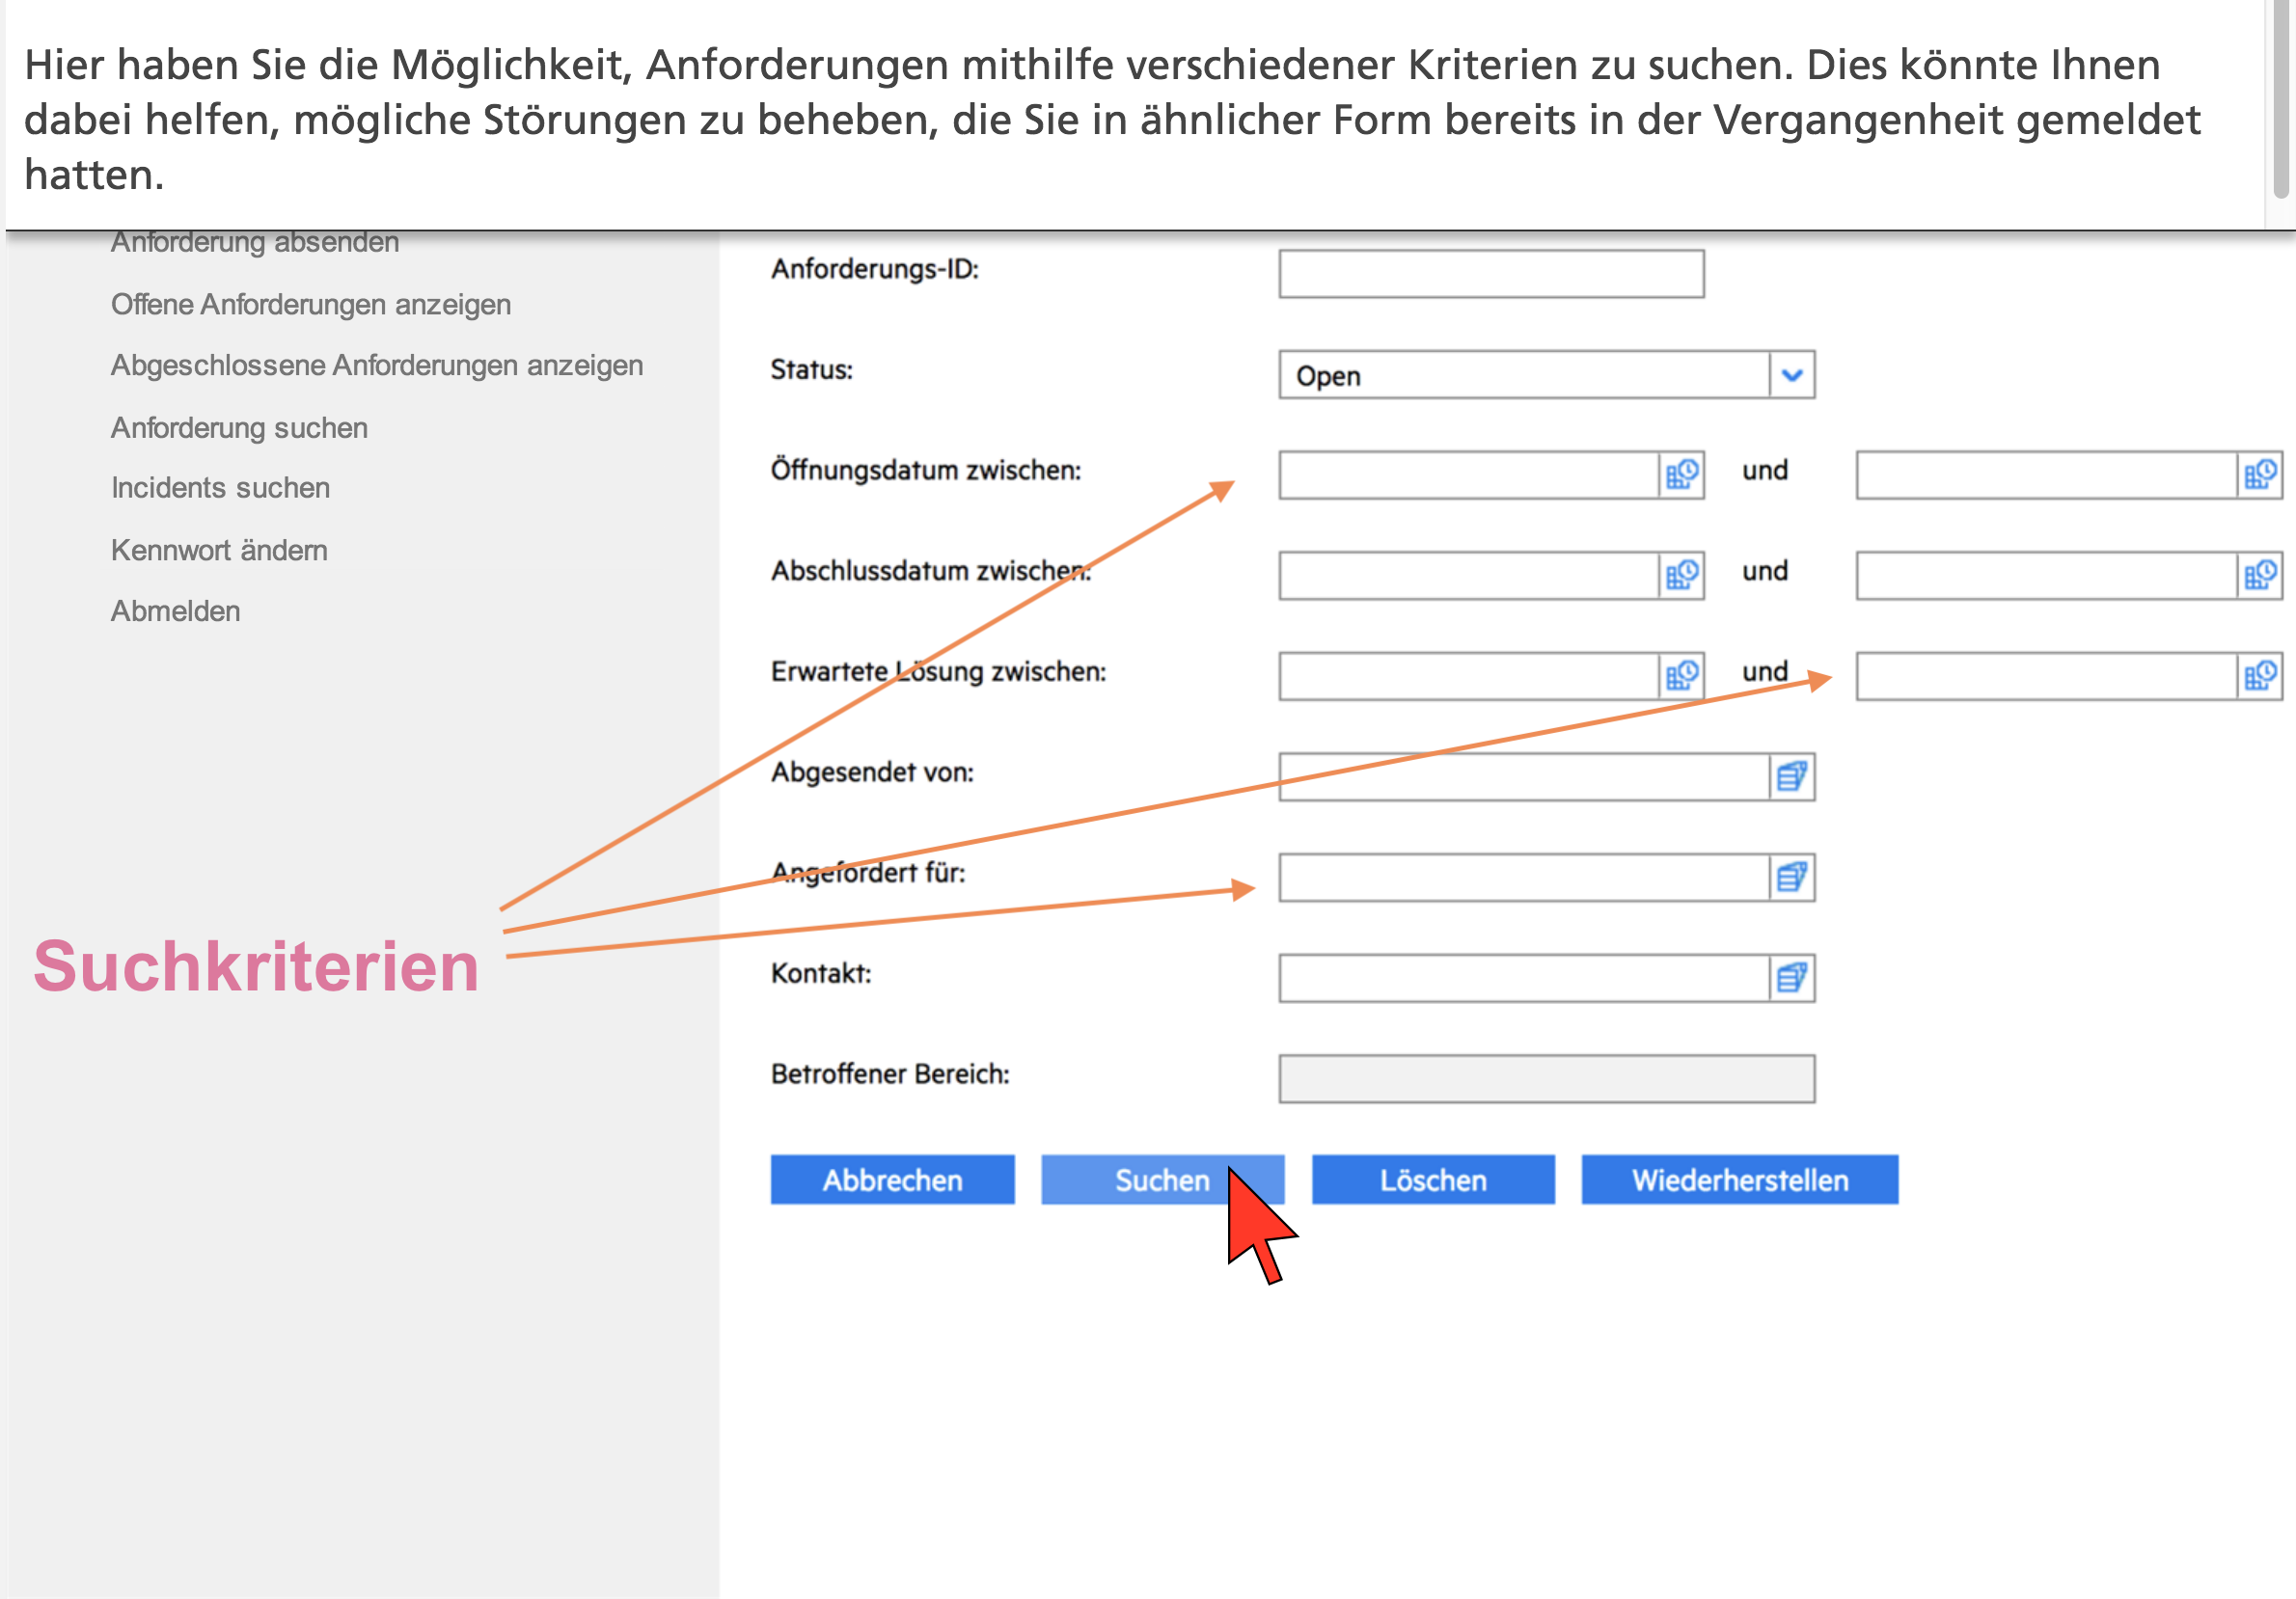 Hier haben Sie die Möglichkeit, Anforderungen mithilfe verschiedener Kriterien zu suchen. Dies könnte Ihnen
dabei helfen, mögliche Störungen zu beheben, die Sie in ähnlicher Form bereits in der Vergangenheit gemeldet
hatten.
Anforderung absenden
Offene Anforderungen anzeigen
Abgeschlossene Anforderungen anzeigen
Anforderung suchen
Incidents suchen
Kennwort ändern
Abmelden
Suchkriterien
Anforderungs-ID:
Status: Open
Öffnungsdatum zwischen: und
Abschlussdatum zwischen: und
Erwartete Lösung zwischen: und
Abgesendet von:
Angefordert für:
Kontakt:
Betroffener Bereich:
Abbrechen Suchen Löschen Wiederherstellen